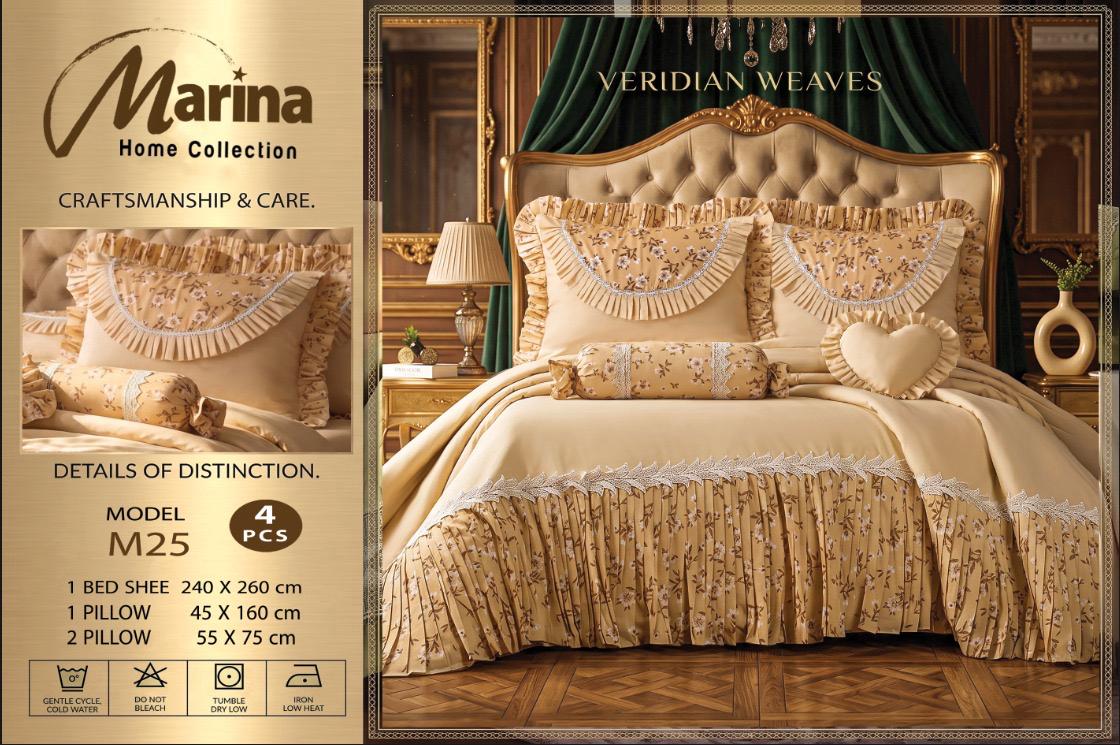 Marina
Home Collection
CRAFTSMANSHIP & CARE.
DETAILS OF DISTINCTION.
MODEL
M25
4
PCS
1 BED SHEE 240 X 260 cm
1 PILLOW 45 X 160 cm
2 PILLOW 55 X 75 cm
0°
GENTLE CYCLE,
COLD WATER
DO NOT
BLEACH
TUMBLE
DRY LOW
IRON
LOW HEAT
VERIDIAN WEAVES